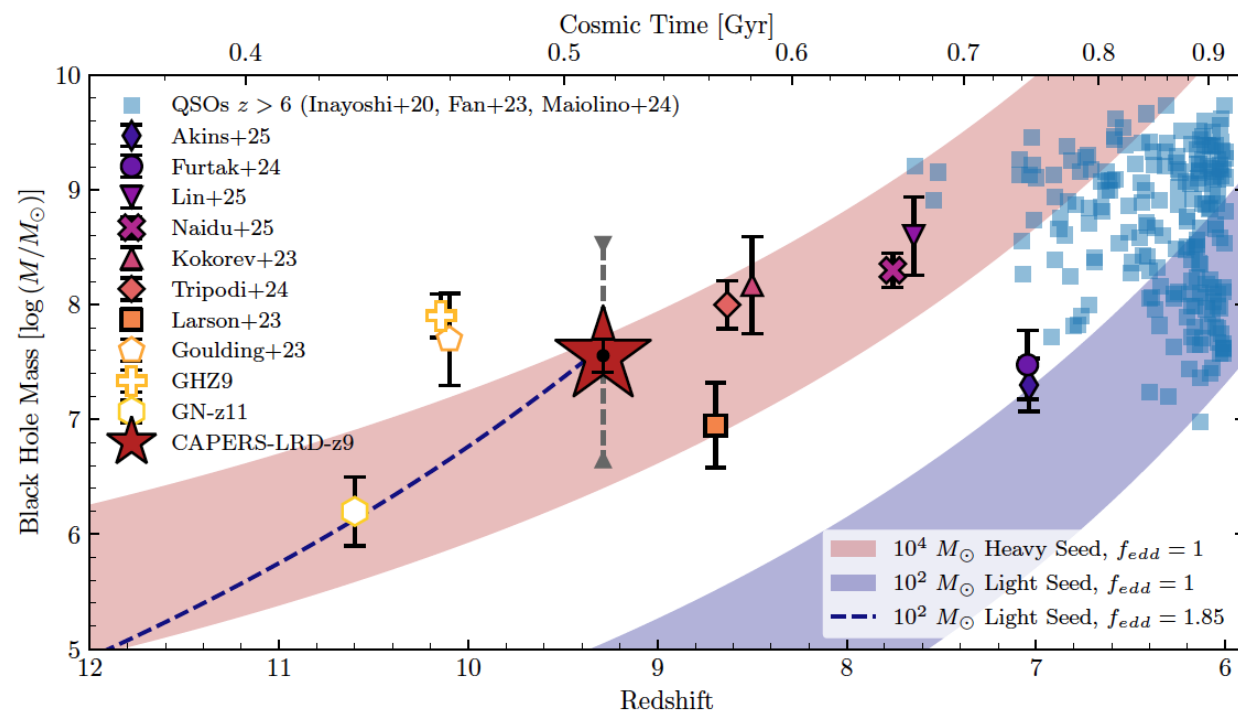 Cosmic Time [Gyr]
0.4 0.5 0.6 0.7 0.8 0.9
10
9
8
7
6
5
Black Hole Mass [log (M/M⊙)]
QSOs z > 6 (Inayoshi+20, Fan+23, Maiolino+24)
Akins+25
Furtak+24
Lin+25
Naidu+25
Kokorev+23
Tripodi+24
Larson+23
Goulding+23
GHZ9
GN-z11
CAPERS-LRD-z9
10⁴ M⊙ Heavy Seed, f_edd = 1
10² M⊙ Light Seed, f_edd = 1
10² M⊙ Light Seed, f_edd = 1.85
12 11 10 9 8 7 6
Redshift